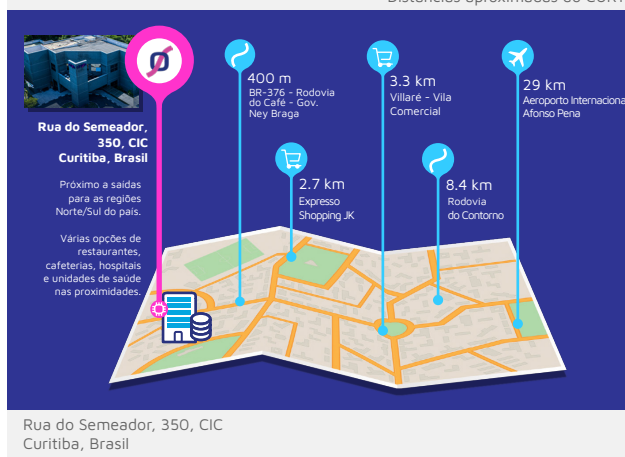 Distâncias aproximadas do
400 m
BR-376 - Rodovia
do Café - Gov.
Ney Braga
3.3 km
Villaré - Vila
Comercial
29 km
Aeroporto Internaciona
Afonso Pena
Rua do Semeador,
350, CIC
Curitiba, Brasil
2.7 km
Expresso
Shopping JK
8.4 km
Rodovia
do Contorno
Próximo a saídas
para as regiões
Norte/Sul do país.
Várias opções de
restaurantes,
cafeterias, hospitais
e unidades de saúde
nas proximidades.
Rua do Semeador, 350, CIC
Curitiba, Brasil